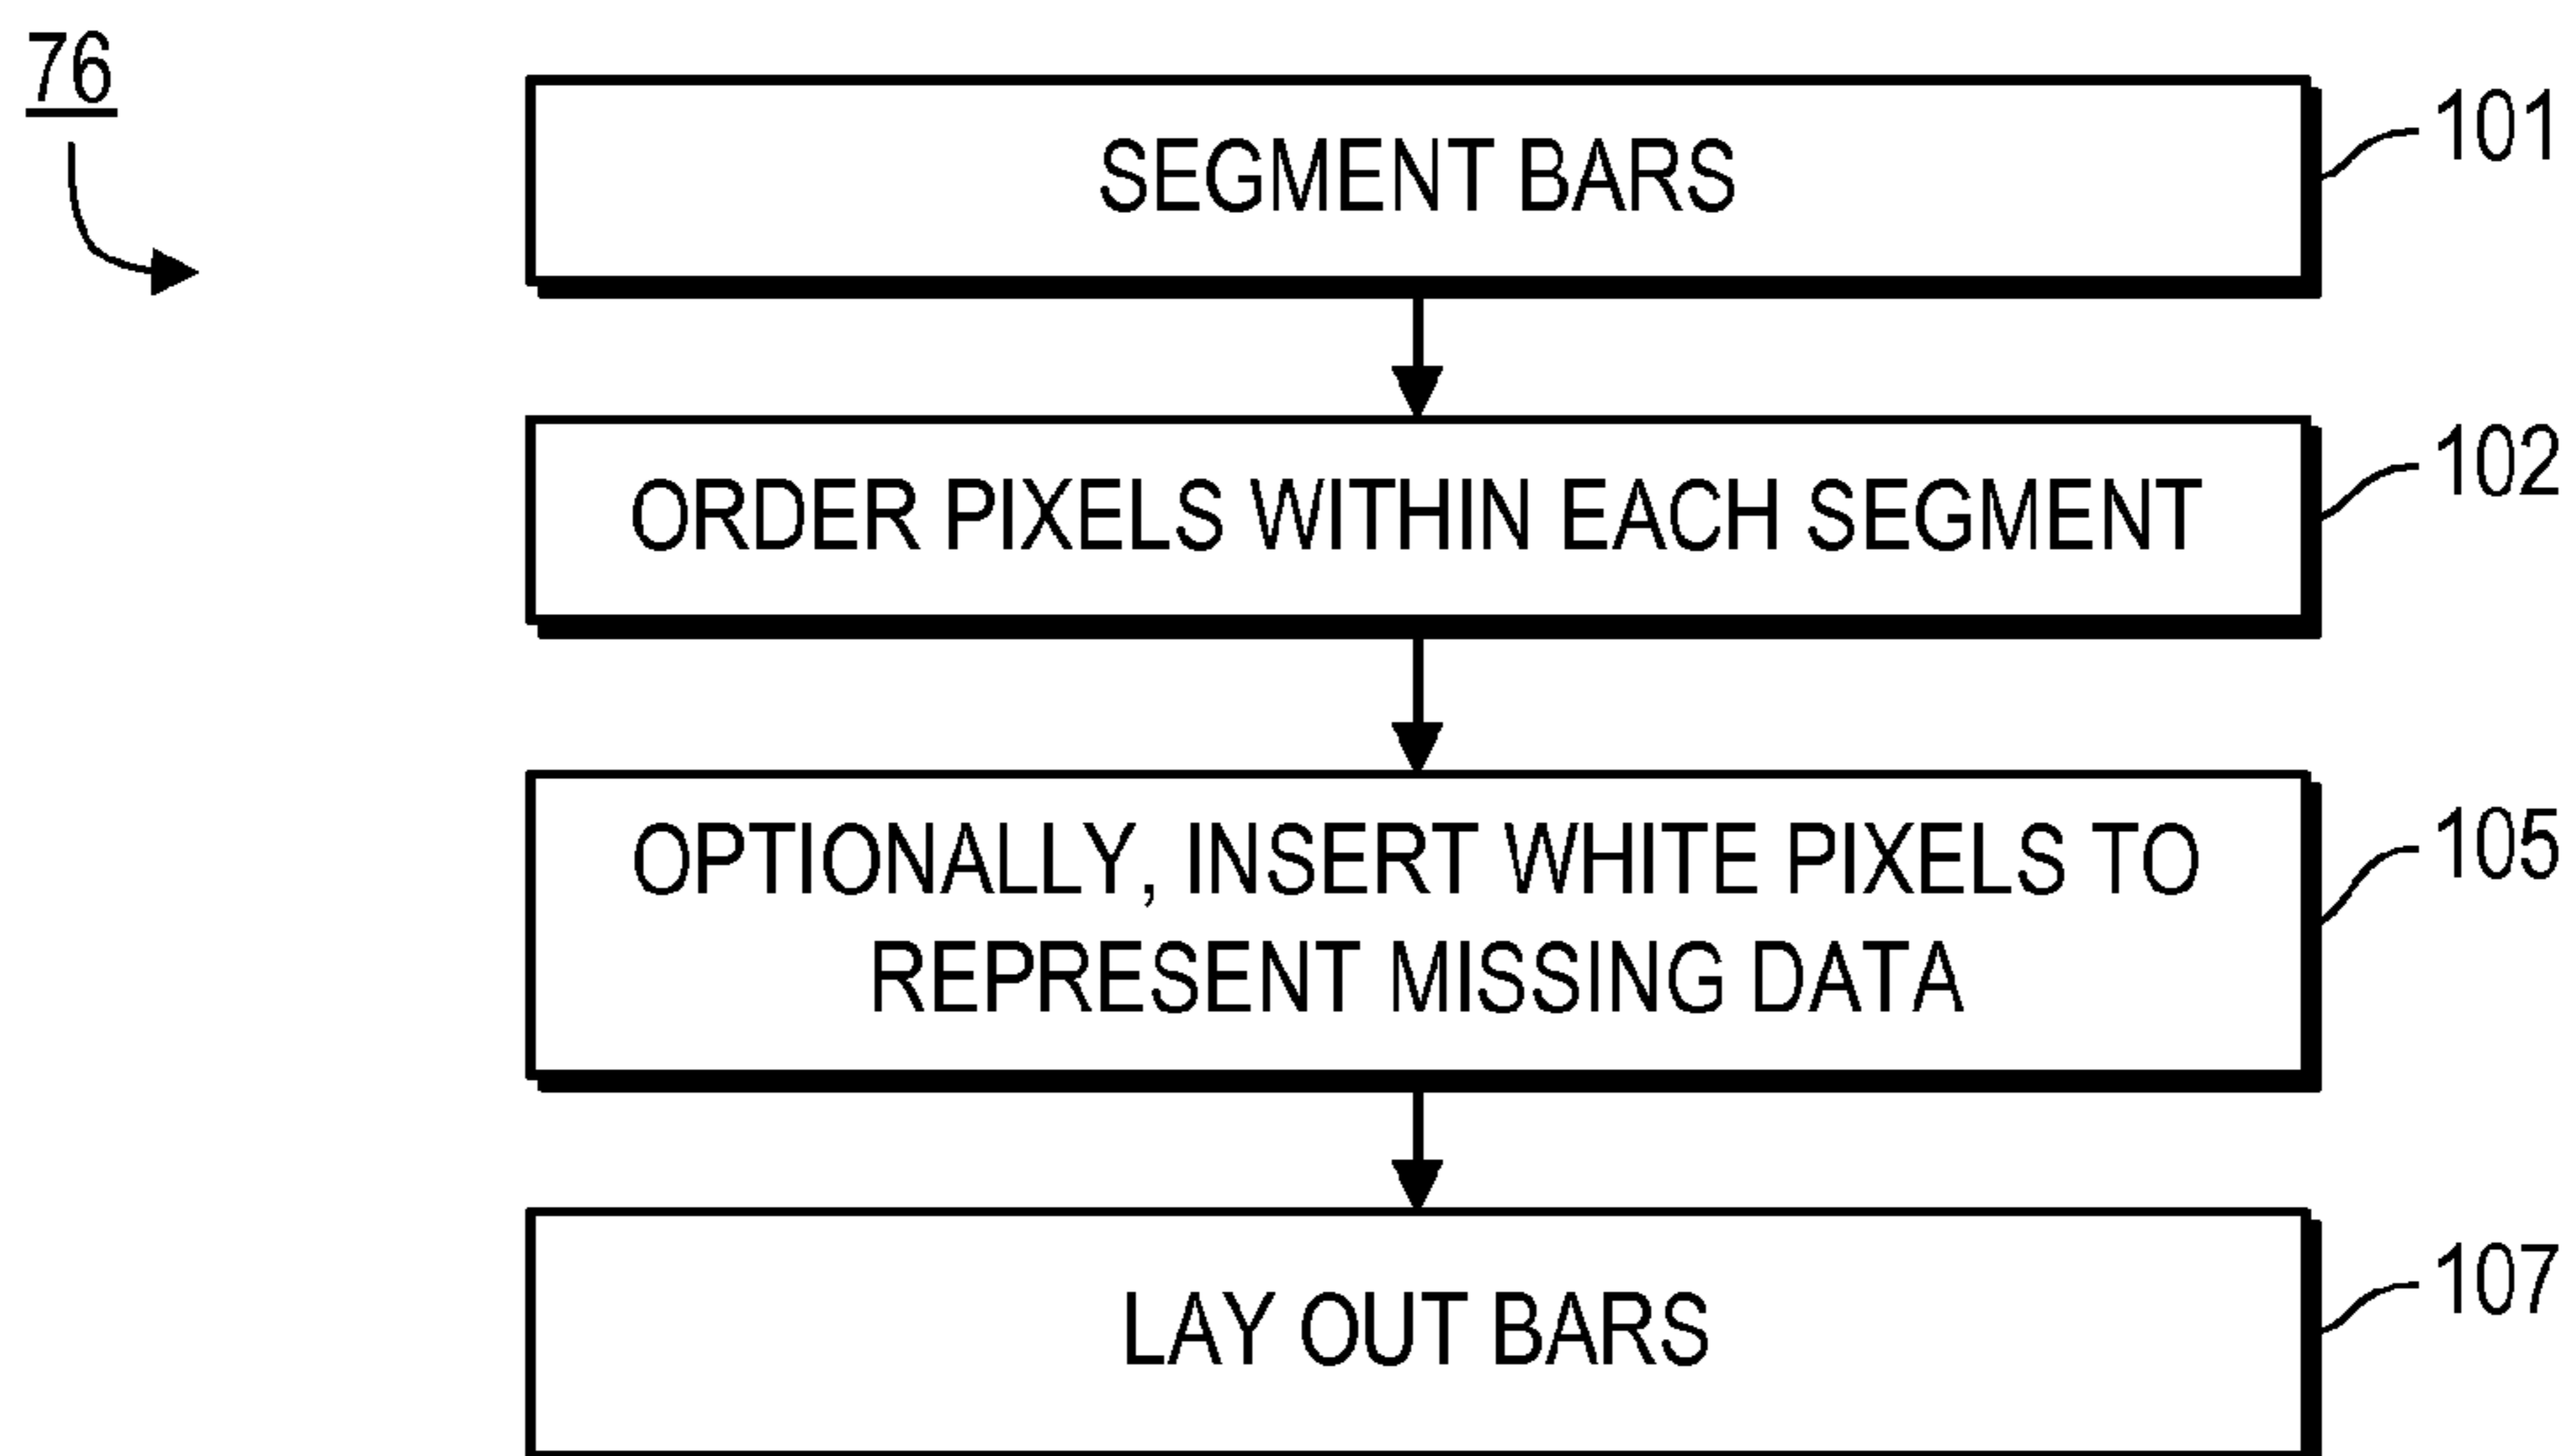 76
SEGMENT BARS
101
ORDER PIXELS WITHIN EACH SEGMENT
102
OPTIONALLY, INSERT WHITE PIXELS TO
REPRESENT MISSING DATA
105
LAY OUT BARS
107